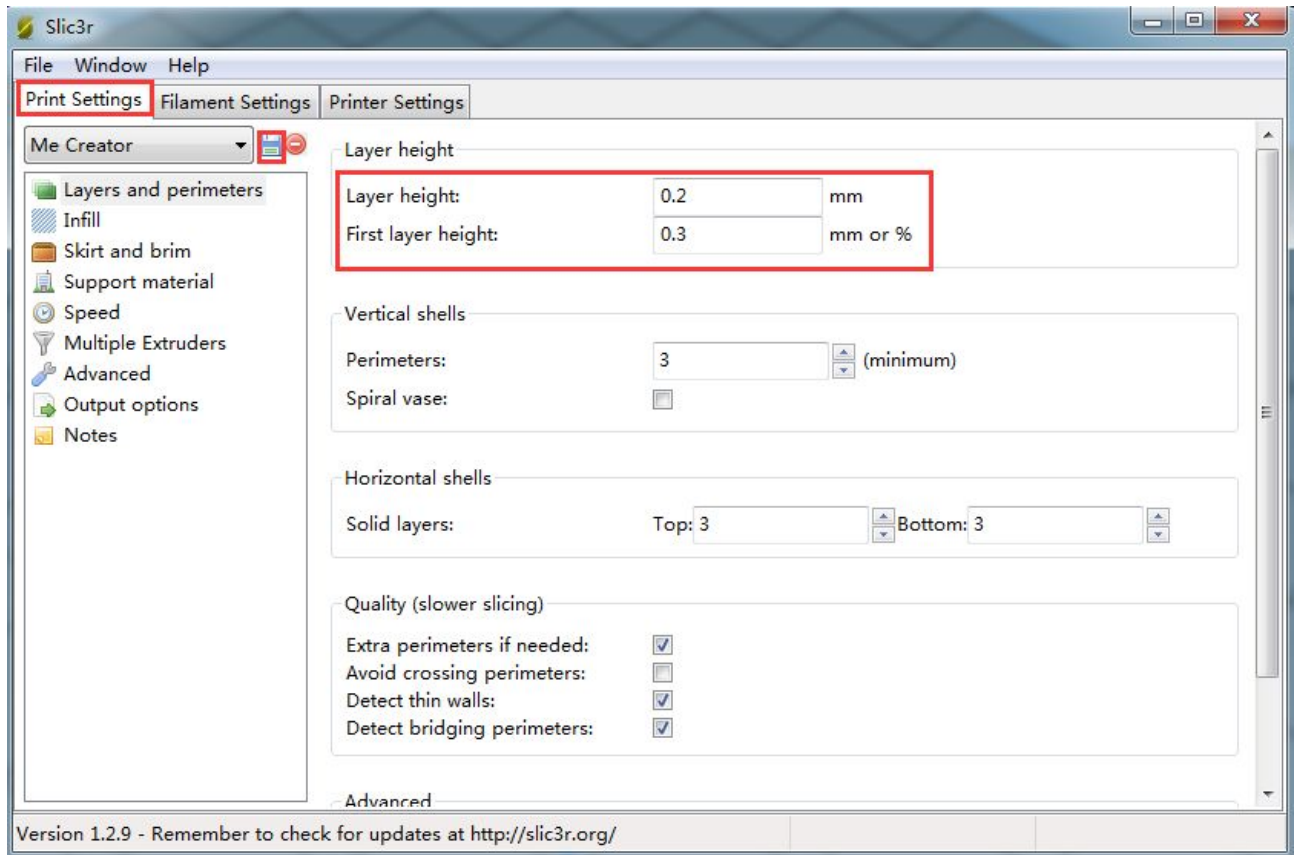 Slic3r
File Window Help
Print Settings Filament Settings Printer Settings
Me Creator
Layers and perimeters
Infill
Skirt and brim
Support material
Speed
Multiple Extruders
Advanced
Output options
Notes
Layer height
Layer height: 0.2 mm
First layer height: 0.3 mm or %
Vertical shells
Perimeters: 3 (minimum)
Spiral vase:
Horizontal shells
Solid layers: Top: 3 Bottom: 3
Quality (slower slicing)
Extra perimeters if needed:
Avoid crossing perimeters:
Detect thin walls:
Detect bridging perimeters:
Advanced
Version 1.2.9 - Remember to check for updates at http://slic3r.org/